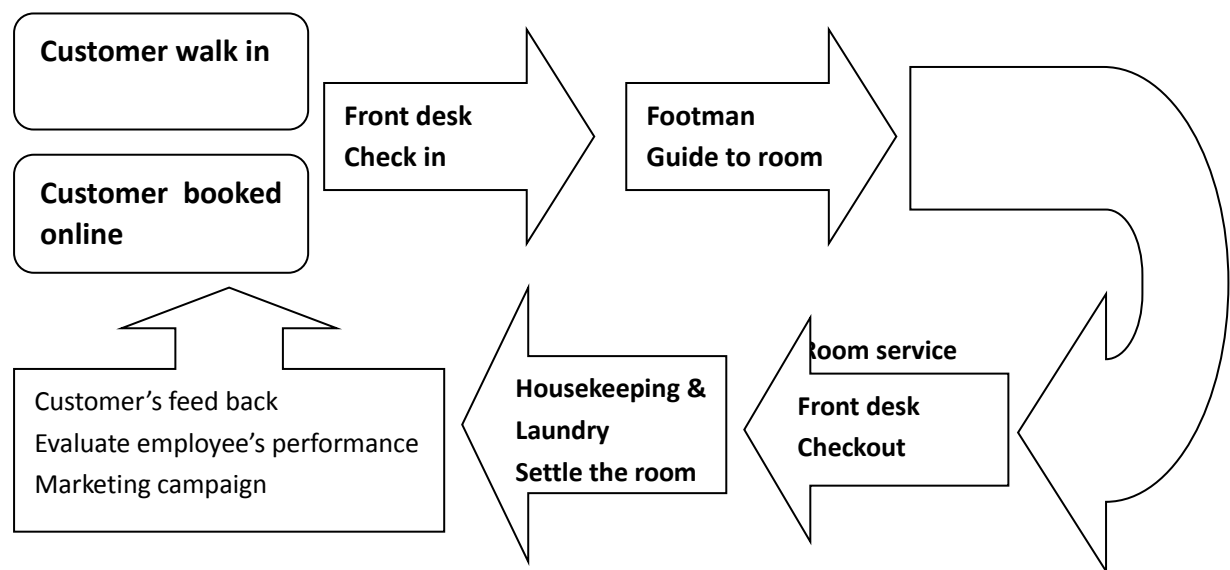 Customer walk in
Customer booked
online
Front desk
Check in
Footman
Guide to room
Room service
Front desk
Checkout
Housekeeping &
Laundry
Settle the room
Customer’s feed back
Evaluate employee’s performance
Marketing campaign